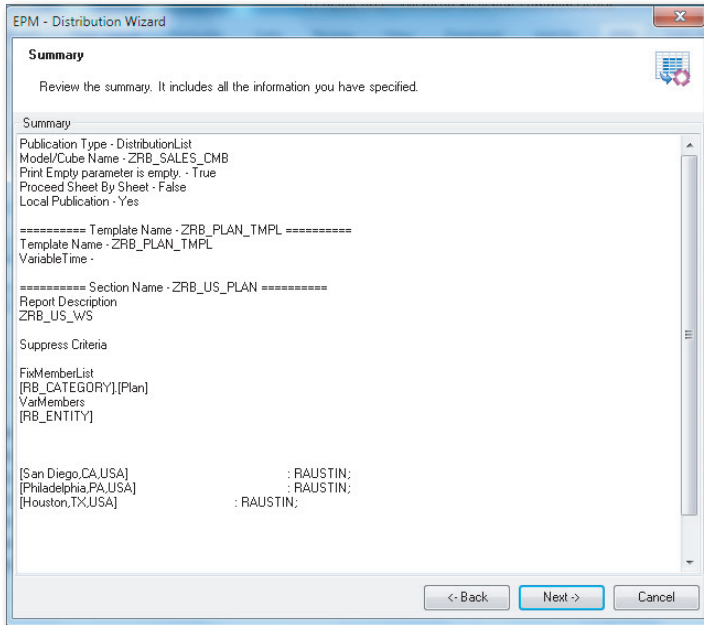 EPM - Distribution Wizard
Summary
Review the summary. It includes all the information you have specified.
Summary
Publication Type - DistributionList
Model/Cube Name - ZRB_SALES_CMB
Print Empty parameter is empty. - True
Proceed Sheet By Sheet - False
Local Publication - Yes
========== Template Name - ZRB_PLAN_TMPL ==========
Template Name - ZRB_PLAN_TMPL
VariableTime -
========== Section Name - ZRB_US_PLAN ==========
Report Description
ZRB_US_WS
Suppress Criteria
FixMemberList
[RB_CATEGORY].[Plan]
VarMembers
[RB_ENTITY]
[San Diego,CA,USA] : RAUSTIN;
[Philadelphia,PA,USA] : RAUSTIN;
[Houston,TX,USA] : RAUSTIN;
<- Back Next -> Cancel